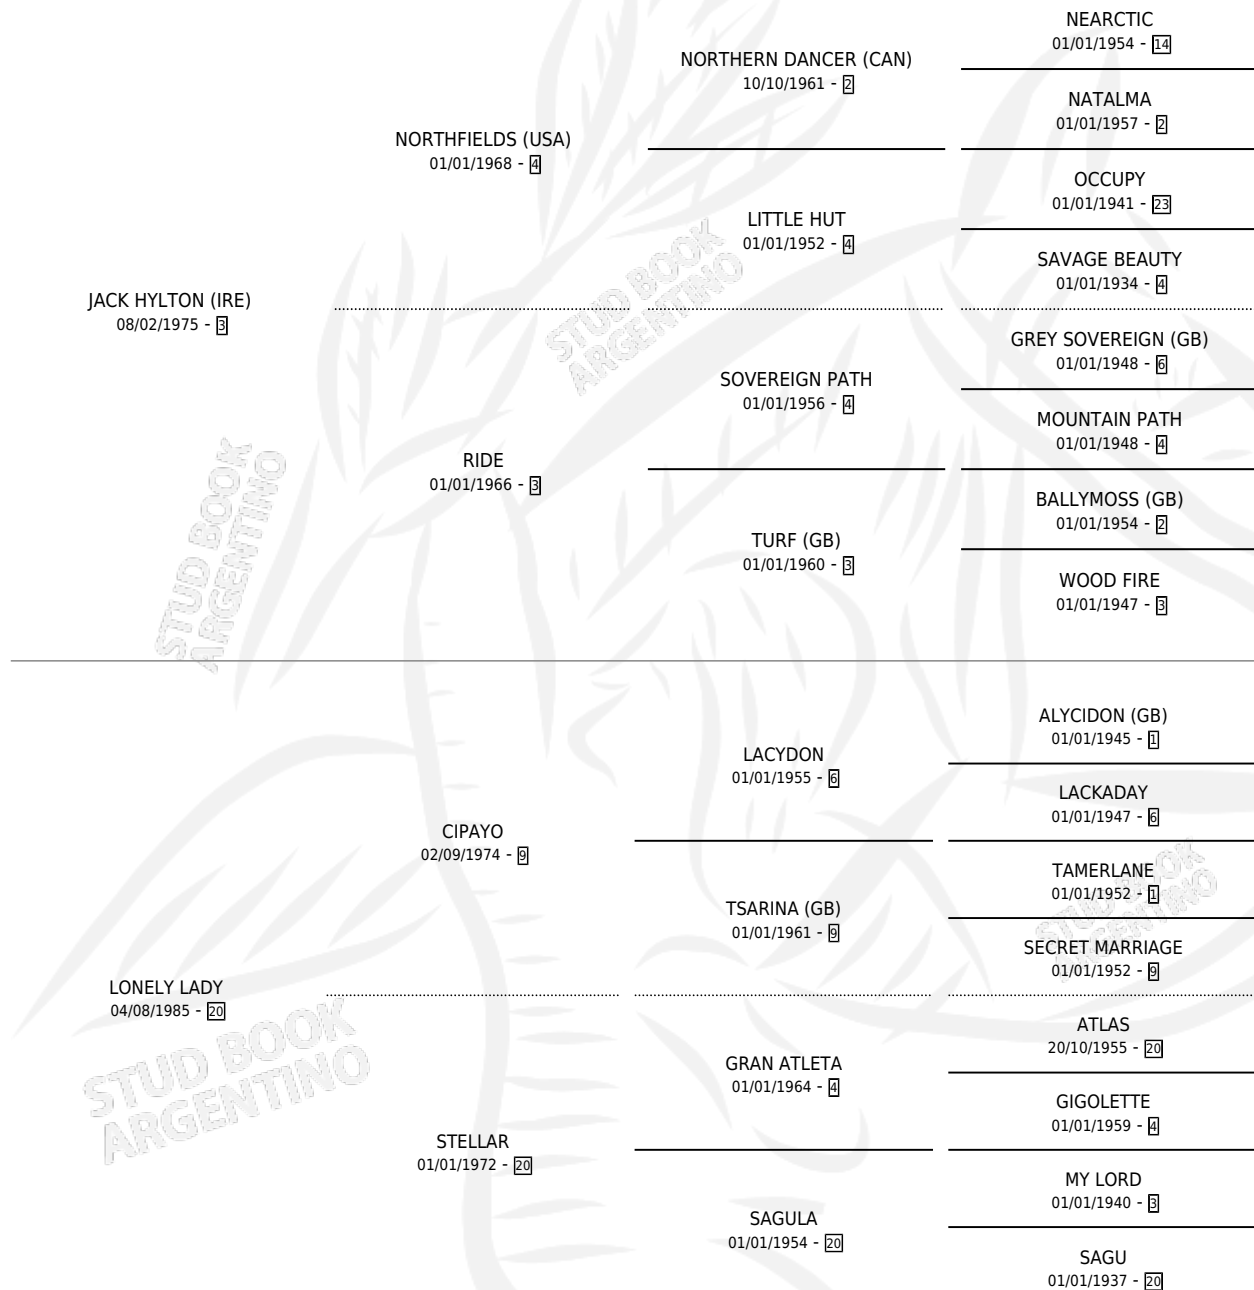 NEARCTIC
01/01/1954 - 14
NORTHERN DANCER (CAN)
10/10/1961 - 2
NATALMA
01/01/1957 - 2
NORTHFIELDS (USA)
01/01/1968 - 4
OCCUPY
01/01/1941 - 23
LITTLE HUT
01/01/1952 - 4
SAVAGE BEAUTY
01/01/1934 - 4
JACK HYLTON (IRE)
08/02/1975 - 3
GREY SOVEREIGN (GB)
01/01/1948 - 6
SOVEREIGN PATH
01/01/1956 - 4
MOUNTAIN PATH
01/01/1948 - 4
RIDE
01/01/1966 - 3
BALLYMOSS (GB)
01/01/1954 - 2
TURF (GB)
01/01/1960 - 3
WOOD FIRE
01/01/1947 - 3
STUD BOOK
ARGENTINO
STUD BOOK
ARGENTINO
ALYCIDON (GB)
01/01/1945 - 1
LACYDON
01/01/1955 - 6
LACKADAY
01/01/1947 - 6
CIPAYO
02/09/1974 - 9
TAMERLANE
01/01/1952 - 1
TSARINA (GB)
01/01/1961 - 9
SECRET MARRIAGE
01/01/1952 - 9
LONELY LADY
04/08/1985 - 20
ATLAS
20/10/1955 - 20
GRAN ATLETA
01/01/1964 - 4
GIGOLETTE
01/01/1959 - 4
STELLAR
01/01/1972 - 20
MY LORD
01/01/1940 - 3
SAGULA
01/01/1954 - 20
SAGU
01/01/1937 - 20
STUD BOOK
ARGENTINO
STUD BOOK
ARGENTINO